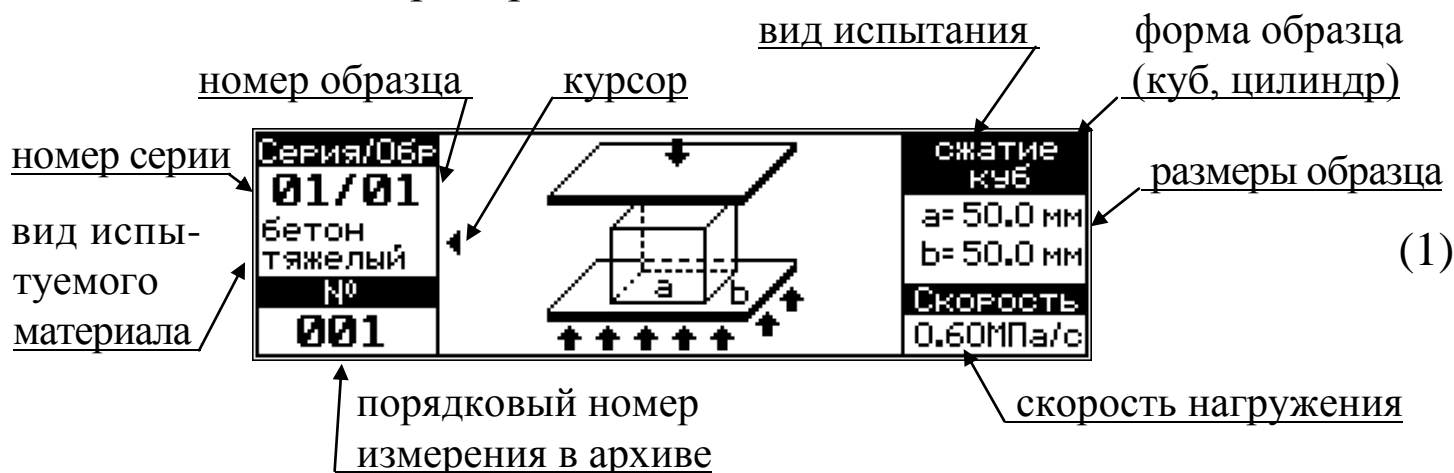 вид испытания
форма образца
(куб, цилиндр)
номер образца
курсор
номер серии
Серия/Обр
01/01
бетон
тяжелый
№
001
вид испы-
туемого
материала
a
b
сжатие
куб
a= 50.0 мм
b= 50.0 мм
Скорость
0.60МПа/с
размеры образца
(1)
порядковый номер
измерения в архиве
скорость нагружения